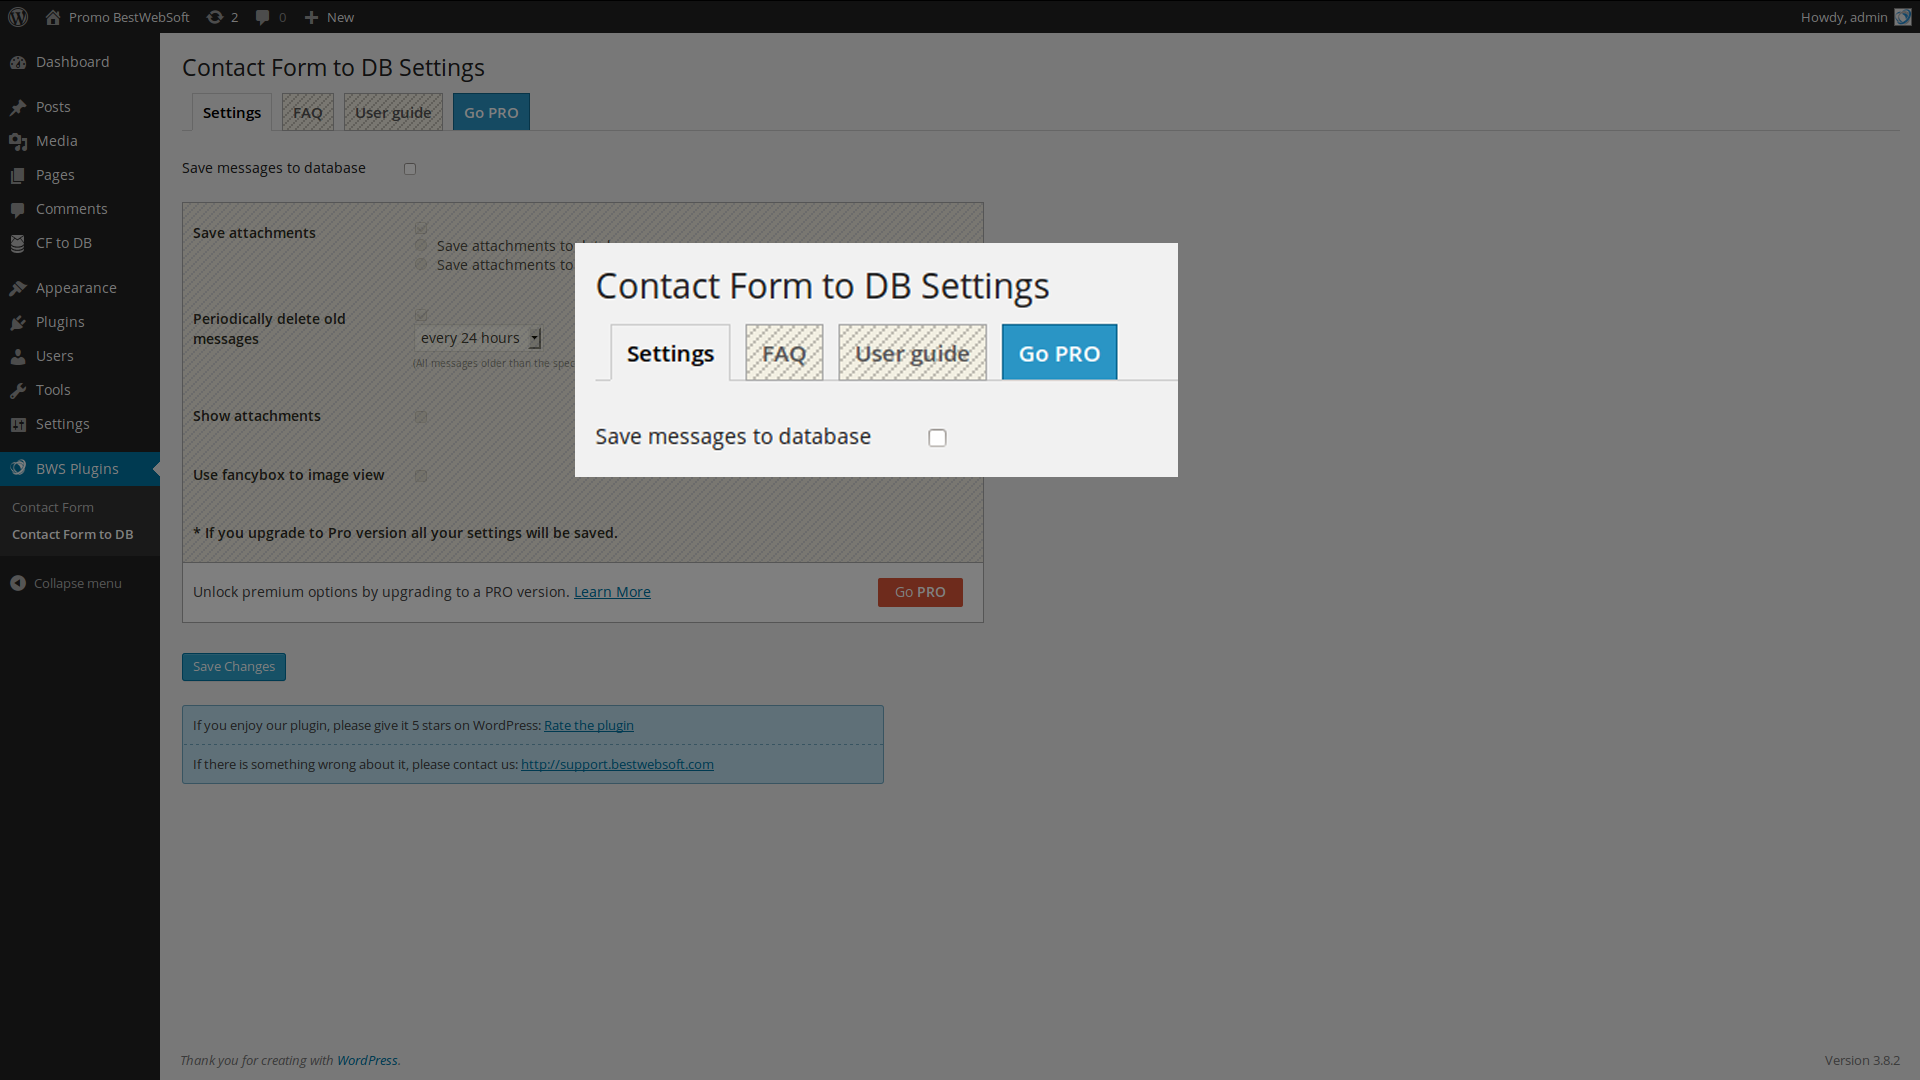 Promo BestWebSoft 2 0 New Howdy, admin
Dashboard
Posts
Media
Pages
Comments
CF to DB
Appearance
Plugins
Users
Tools
Settings
BWS Plugins
Contact Form
Contact Form to DB
Collapse menu
Contact Form to DB Settings
Settings FAQ User guide Go PRO
Save messages to database
Save attachments
Save attachments to
Save attachments to
Periodically delete old
messages
every 24 hours
(All messages older than the spec
Show attachments
Use fancybox to image view
* If you upgrade to Pro version all your settings will be saved.
Unlock premium options by upgrading to a PRO version. Learn More Go PRO
Contact Form to DB Settings
Settings FAQ User guide Go PRO
Save messages to database
Save Changes
If you enjoy our plugin, please give it 5 stars on WordPress: Rate the plugin
If there is something wrong about it, please contact us: http://support.bestwebsoft.com
Thank you for creating with WordPress. Version 3.8.2